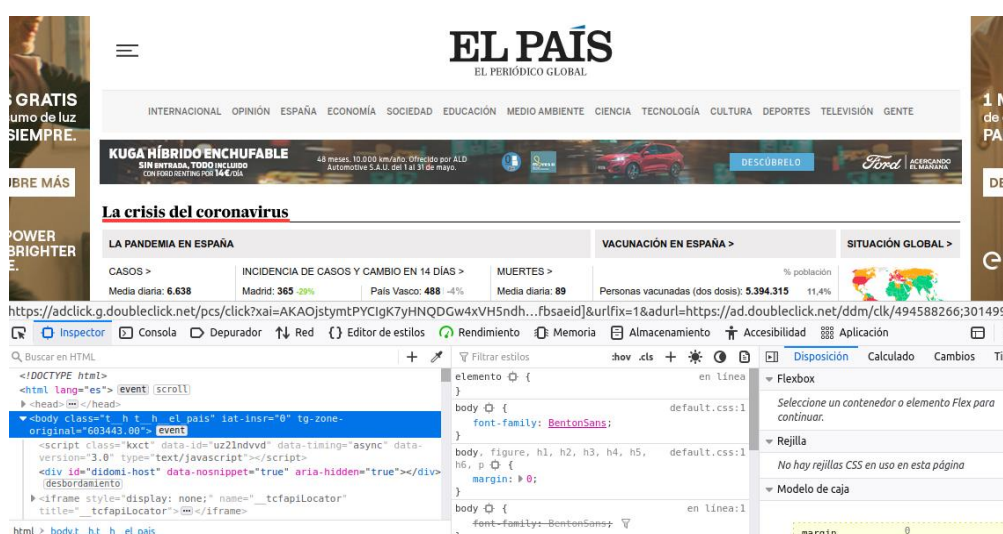 EL PAÍS
EL PERIÓDICO GLOBAL
GRATIS
umo de luz
SIEMPRE.
BRE MÁS
POWER
BRIGHTER
E.
INTERNACIONAL OPINIÓN ESPAÑA ECONOMÍA SOCIEDAD EDUCACIÓN MEDIO AMBIENTE CIENCIA TECNOLOGÍA CULTURA DEPORTES TELEVISIÓN GENTE
1 M
de
PA
DE
e
KUGA HÍBRIDO ENCHUFABLE
SIN ENTRADA, TODO INCLUIDO
CON FORD RENTING POR 14€/DÍA
48 meses. 10.000 km/año. Ofrecido por ALD
Automotive S.A.U. del 1 al 31 de mayo.
DESCÚBRELO
Ford ACERCANDO
EL MAÑANA
La crisis del coronavirus
LA PANDEMIA EN ESPAÑA VACUNACIÓN EN ESPAÑA > SITUACIÓN GLOBAL >
CASOS > INCIDENCIA DE CASOS Y CAMBIO EN 14 DÍAS > MUERTES > % población
Media diaria: 6.638 Madrid: 365 -29% País Vasco: 488 -4% Media diaria: 89 Personas vacunadas (dos dosis): 5.394.315 11,4%
https://adclick.g.doubleclick.net/pcs/click?xai=AKAOjstymtPYCIgK7yHNQDGw4xVH5ndh…fbsaeid]&urlfix=1&adurl=https://ad.doubleclick.net/ddm/clk/494588266;301499
Inspector Consola Depurador Red Editor de estilos Rendimiento Memoria Almacenamiento Accesibilidad Aplicación
Buscar en HTML
<!DOCTYPE html>
<html lang="es"> event scroll
<head> </head>
<body class="t__h t__h__el_pais" iat-insr="0" tg-zone-
original="603443.00"> event
<script class="kxct" data-id="uz21ndvvd" data-timing="async" data-
version="3.0" type="text/javascript"></script>
<div id="didomi-host" data-nosnippet="true" aria-hidden="true"></div>
desbordamiento
<iframe style="display: none;" name="__tcfapiLocator"
title="__tcfapiLocator"> </iframe>
html > body.t__h.t__h__el_pais
Filtrar estilos :hov .cls +
elemento { en línea
}
body { default.css:1
font-family: BentonSans;
}
body, figure, h1, h2, h3, h4, h5, default.css:1
h6, p {
margin: 0;
}
body { en línea:1
font-family: BentonSans;
Disposición Calculado Cambios Ti
Flexbox
Seleccione un contenedor o elemento Flex para
continuar.
Rejilla
No hay rejillas CSS en uso en esta página
Modelo de caja
margin 0